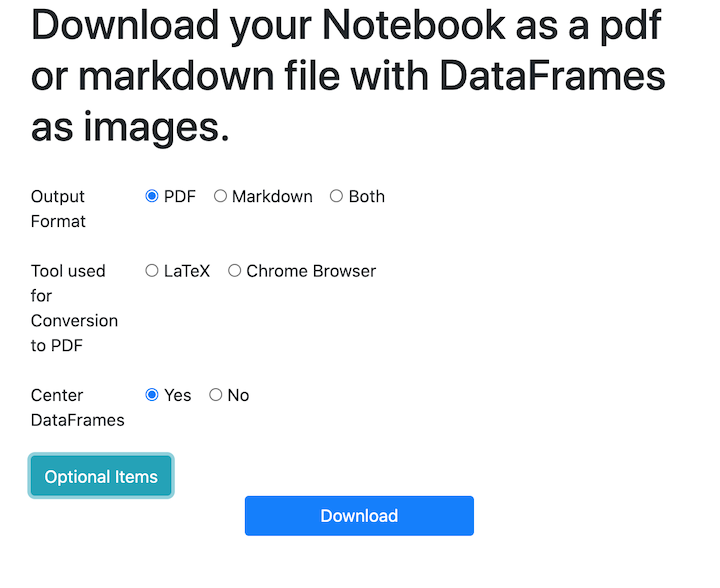 Download your Notebook as a pdf
or markdown file with DataFrames
as images.
Output
Format
PDF Markdown Both
Tool used
for
Conversion
to PDF
LaTeX Chrome Browser
Center
DataFrames
Yes No
Optional Items
Download